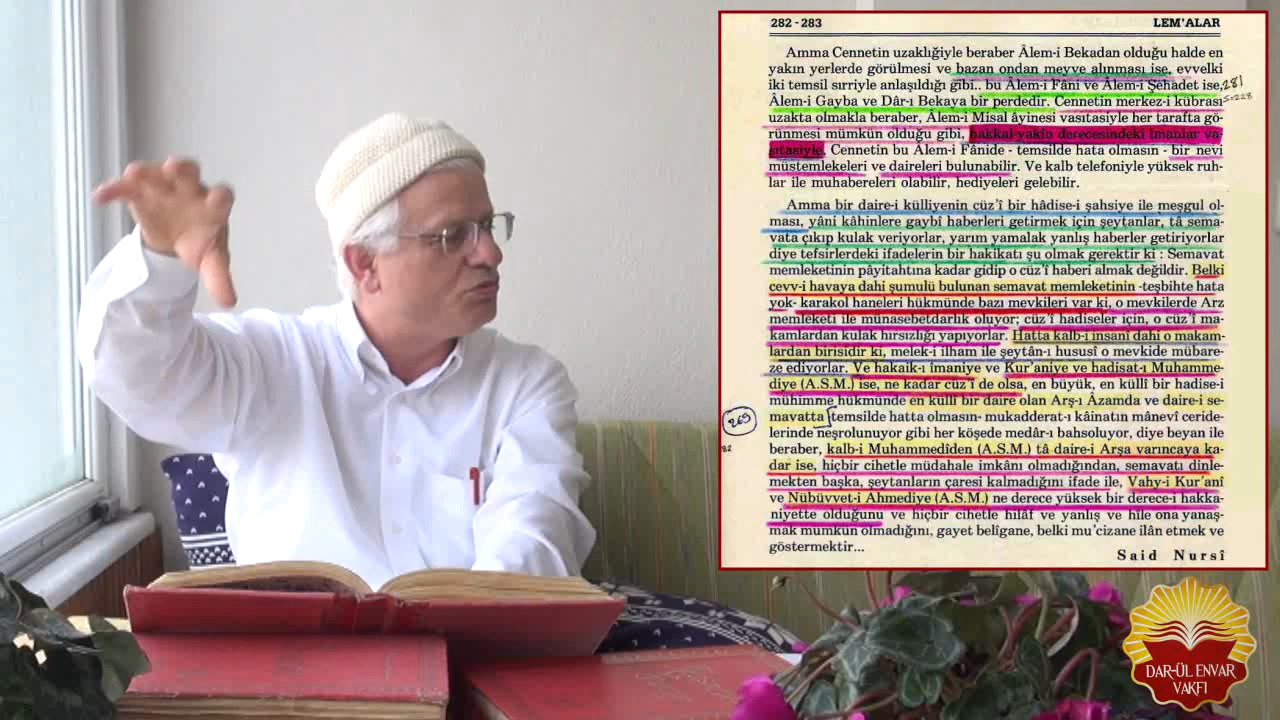 282 - 283 LEM'ALAR
Amma Cennetin uzaklığiyle beraber Âlem-i Bekadan olduğu halde en
yakın yerlerde görülmesi ve bazan ondan meyve alınması ise, evvelki
iki temsil sırriyle anlaşıldığı gibi.. bu Âlem-i Fâni ve Âlem-i Şehadet ise,
281
Âlem-i Gayba ve Dâr-ı Bekaya bir perdedir. Cennetin merkez-i kübrası
uzakta olmakla beraber, Âlem-i Misal âyinesi vasıtasiyle her tarafta gö-
rünmesi mümkün olduğu gibi, hakkal-yakîn derecesindeki îmanlar va-
sıtasiyle, Cennetin bu Âlem-i Fânide - temsilde hata olmasın - bir nevi
müstemlekeleri ve daireleri bulunabilir. Ve kalb telefoniyle yüksek ruh-
lar ile muhabereleri olabilir, hediyeleri gelebilir.
Amma bir daire-i külliyenin cüz'î bir hâdise-i şahsiye ile meşgul ol-
ması, yâni kâhinlere gaybî haberleri getirmek için şeytanlar, tâ sema-
vata çıkıp kulak veriyorlar, yarım yamalak yanlış haberler getiriyorlar
diye tefsirlerdeki ifadelerin bir hakikatı şu olmak gerektir ki : Semavat
memleketinin pâyitahtına kadar gidip o cüz'î haberi almak değildir. Belki
cevv-i havaya dahi şumulü bulunan semavat memleketinin -teşbihte hata
yok- karakol haneleri hükmünde bazı mevkileri var ki, o mevkilerde Arz
memleketi ile münasebetdarlık oluyor; cüz'î hadiseler için, o cüz'î ma-
kamlardan kulak hırsızlığı yapıyorlar. Hatta kalb-i insanî dahi o makam-
lardan birisidir ki, melek-i ilham ile şeytân-ı hususî o mevkide mübare-
ze ediyorlar. Ve hakaik-ı imaniye ve Kur'aniye ve hadisat-ı Muhamme-
diye (A.S.M.) ise, ne kadar cüz'î de olsa, en büyük, en küllî bir hadise-i
mühimme hükmünde en küllî bir daire olan Arş-ı Âzamda ve daire-i se-
265
mavatta temsilde hatta olmasın- mukadderat-ı kâinatın mânevî ceride-
lerinde neşrolunuyor gibi her köşede medâr-ı bahsoluyor, diye beyan ile
82
beraber, kalb-i Muhammedîden (A.S.M.) tâ daire-i Arşa varıncaya ka-
dar ise, hiçbir cihetle müdahale imkânı olmadığından, semavatı dinle-
mekten başka, şeytanların çaresi kalmadığını ifade ile, Vahy-i Kur'anî
ve Nübüvvet-i Ahmediye (A.S.M.) ne derece yüksek bir derece-i hakka-
niyette olduğunu ve hiçbir cihetle hilâf ve yanlış ve hîle ona yanaş-
mak mümkün olmadığını, gayet belîgane, belki mu'cizane ilân etmek ve
göstermektir...
Said Nursî
DAR-ÜL ENVAR
VAKFI